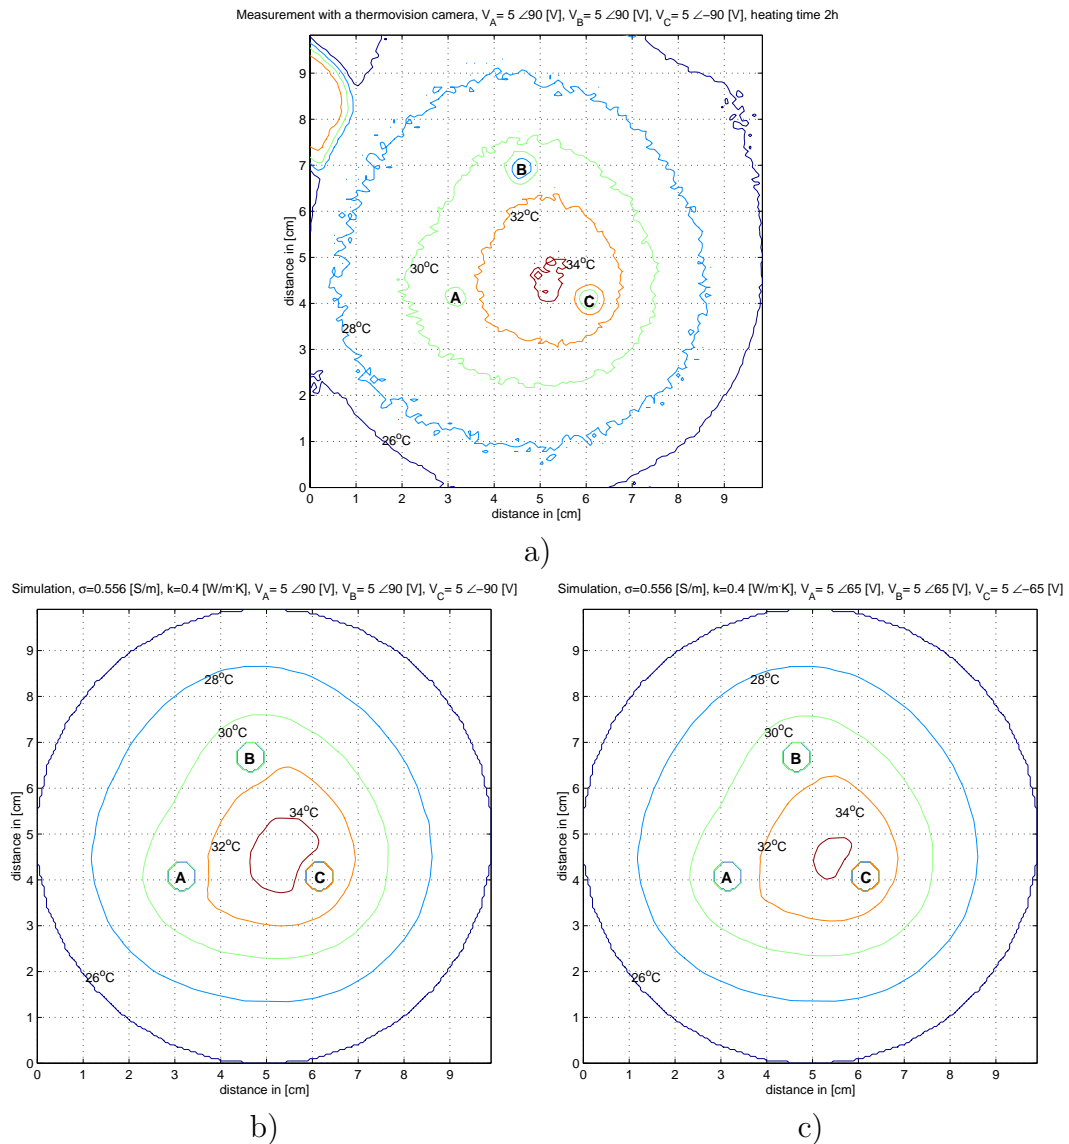 Measurement with a thermovision camera, V_A= 5 ∠90 [V], V_B= 5 ∠90 [V], V_C= 5 ∠−90 [V], heating time 2h
9
8
7
6
5
4
3
2
1
0
distance in [cm]
B
32°C
34°C
30°C
A
C
28°C
26°C
0 1 2 3 4 5 6 7 8 9
distance in [cm]
a)
Simulation, σ=0.556 [S/m], k=0.4 [W/m·K], V_A= 5 ∠90 [V], V_B= 5 ∠90 [V], V_C= 5 ∠−90 [V]
9
8
7
6
5
4
3
2
1
0
distance in [cm]
28°C
30°C
B
34°C
32°C
A
C
26°C
0 1 2 3 4 5 6 7 8 9
distance in [cm]
b)
Simulation, σ=0.556 [S/m], k=0.4 [W/m·K], V_A= 5 ∠65 [V], V_B= 5 ∠65 [V], V_C= 5 ∠−65 [V]
9
8
7
6
5
4
3
2
1
0
distance in [cm]
28°C
30°C
B
34°C
32°C
A
C
26°C
0 1 2 3 4 5 6 7 8 9
distance in [cm]
c)